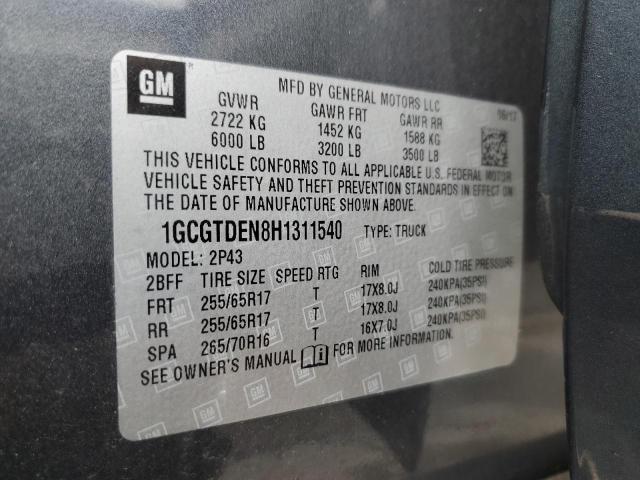 GM
MFD BY GENERAL MOTORS LLC
GVWR GAWR FRT GAWR RR
2722 KG 1452 KG 1588 KG
6000 LB 3200 LB 3500 LB
THIS VEHICLE CONFORMS TO ALL APPLICABLE U.S. FEDERAL MOTOR
VEHICLE SAFETY AND THEFT PREVENTION STANDARDS IN EFFECT ON
THE DATE OF MANUFACTURE SHOWN ABOVE.
1GCGTDEN8H1311540 TYPE: TRUCK
MODEL: 2P43
2BFF TIRE SIZE SPEED RTG RIM COLD TIRE PRESSURE
FRT 255/65R17 T 17X8.0J 240KPA(35PSI)
RR 255/65R17 T 17X8.0J 240KPA(35PSI)
SPA 265/70R16 T 16X7.0J 240KPA(35PSI)
SEE OWNER'S MANUAL FOR MORE INFORMATION.